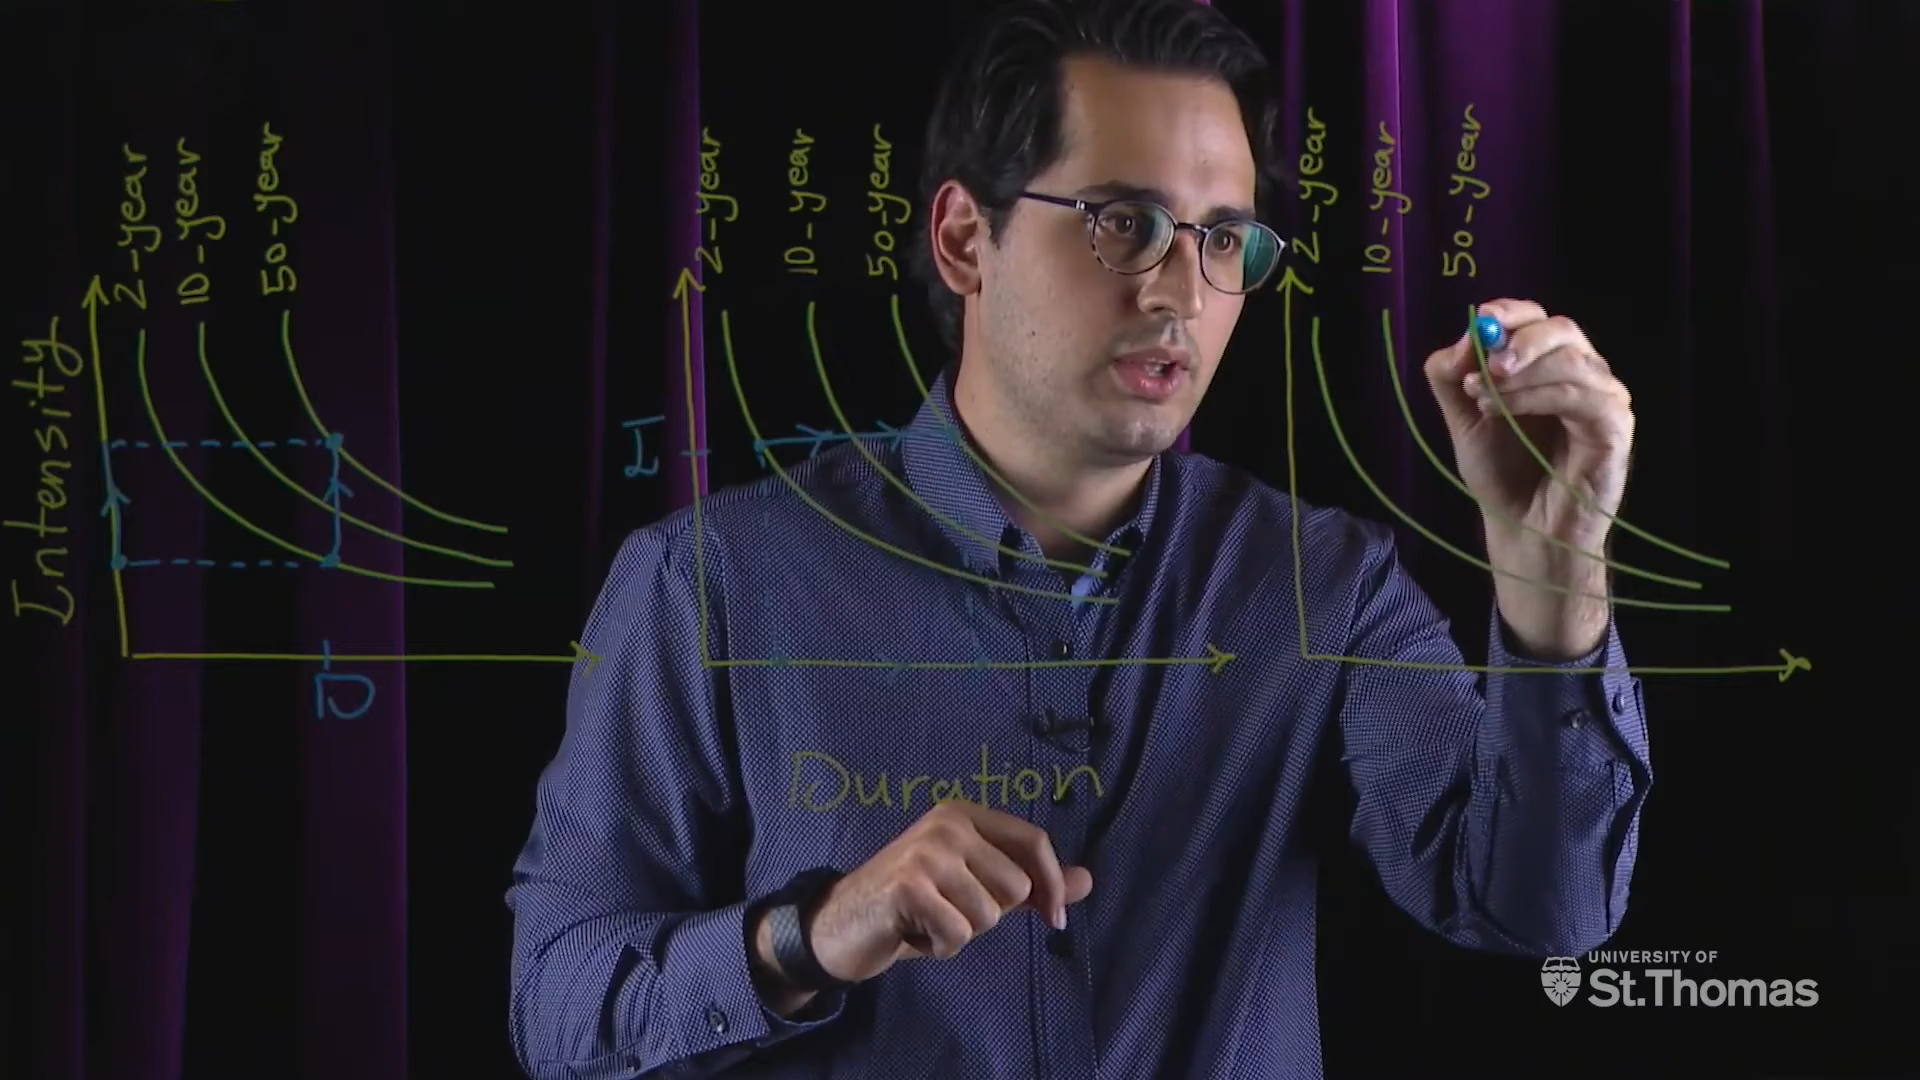 Intensity
2-year
10-year
50-year
D
I
2-year
10-year
50-year
Duration
2-year
10-year
50-year
UNIVERSITY OF
St.Thomas